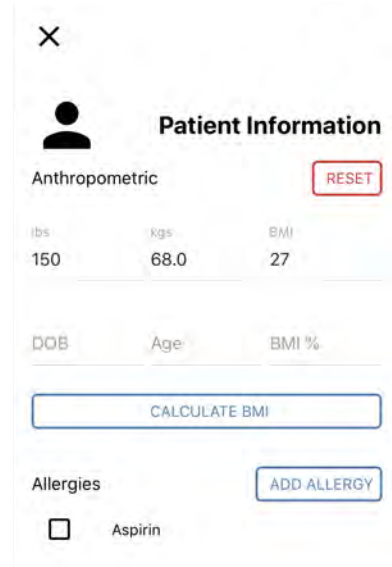 Patient Information
Anthropometric RESET
lbs kgs BMI
150 68.0 27
DOB Age BMI %
CALCULATE BMI
Allergies ADD ALLERGY
Aspirin